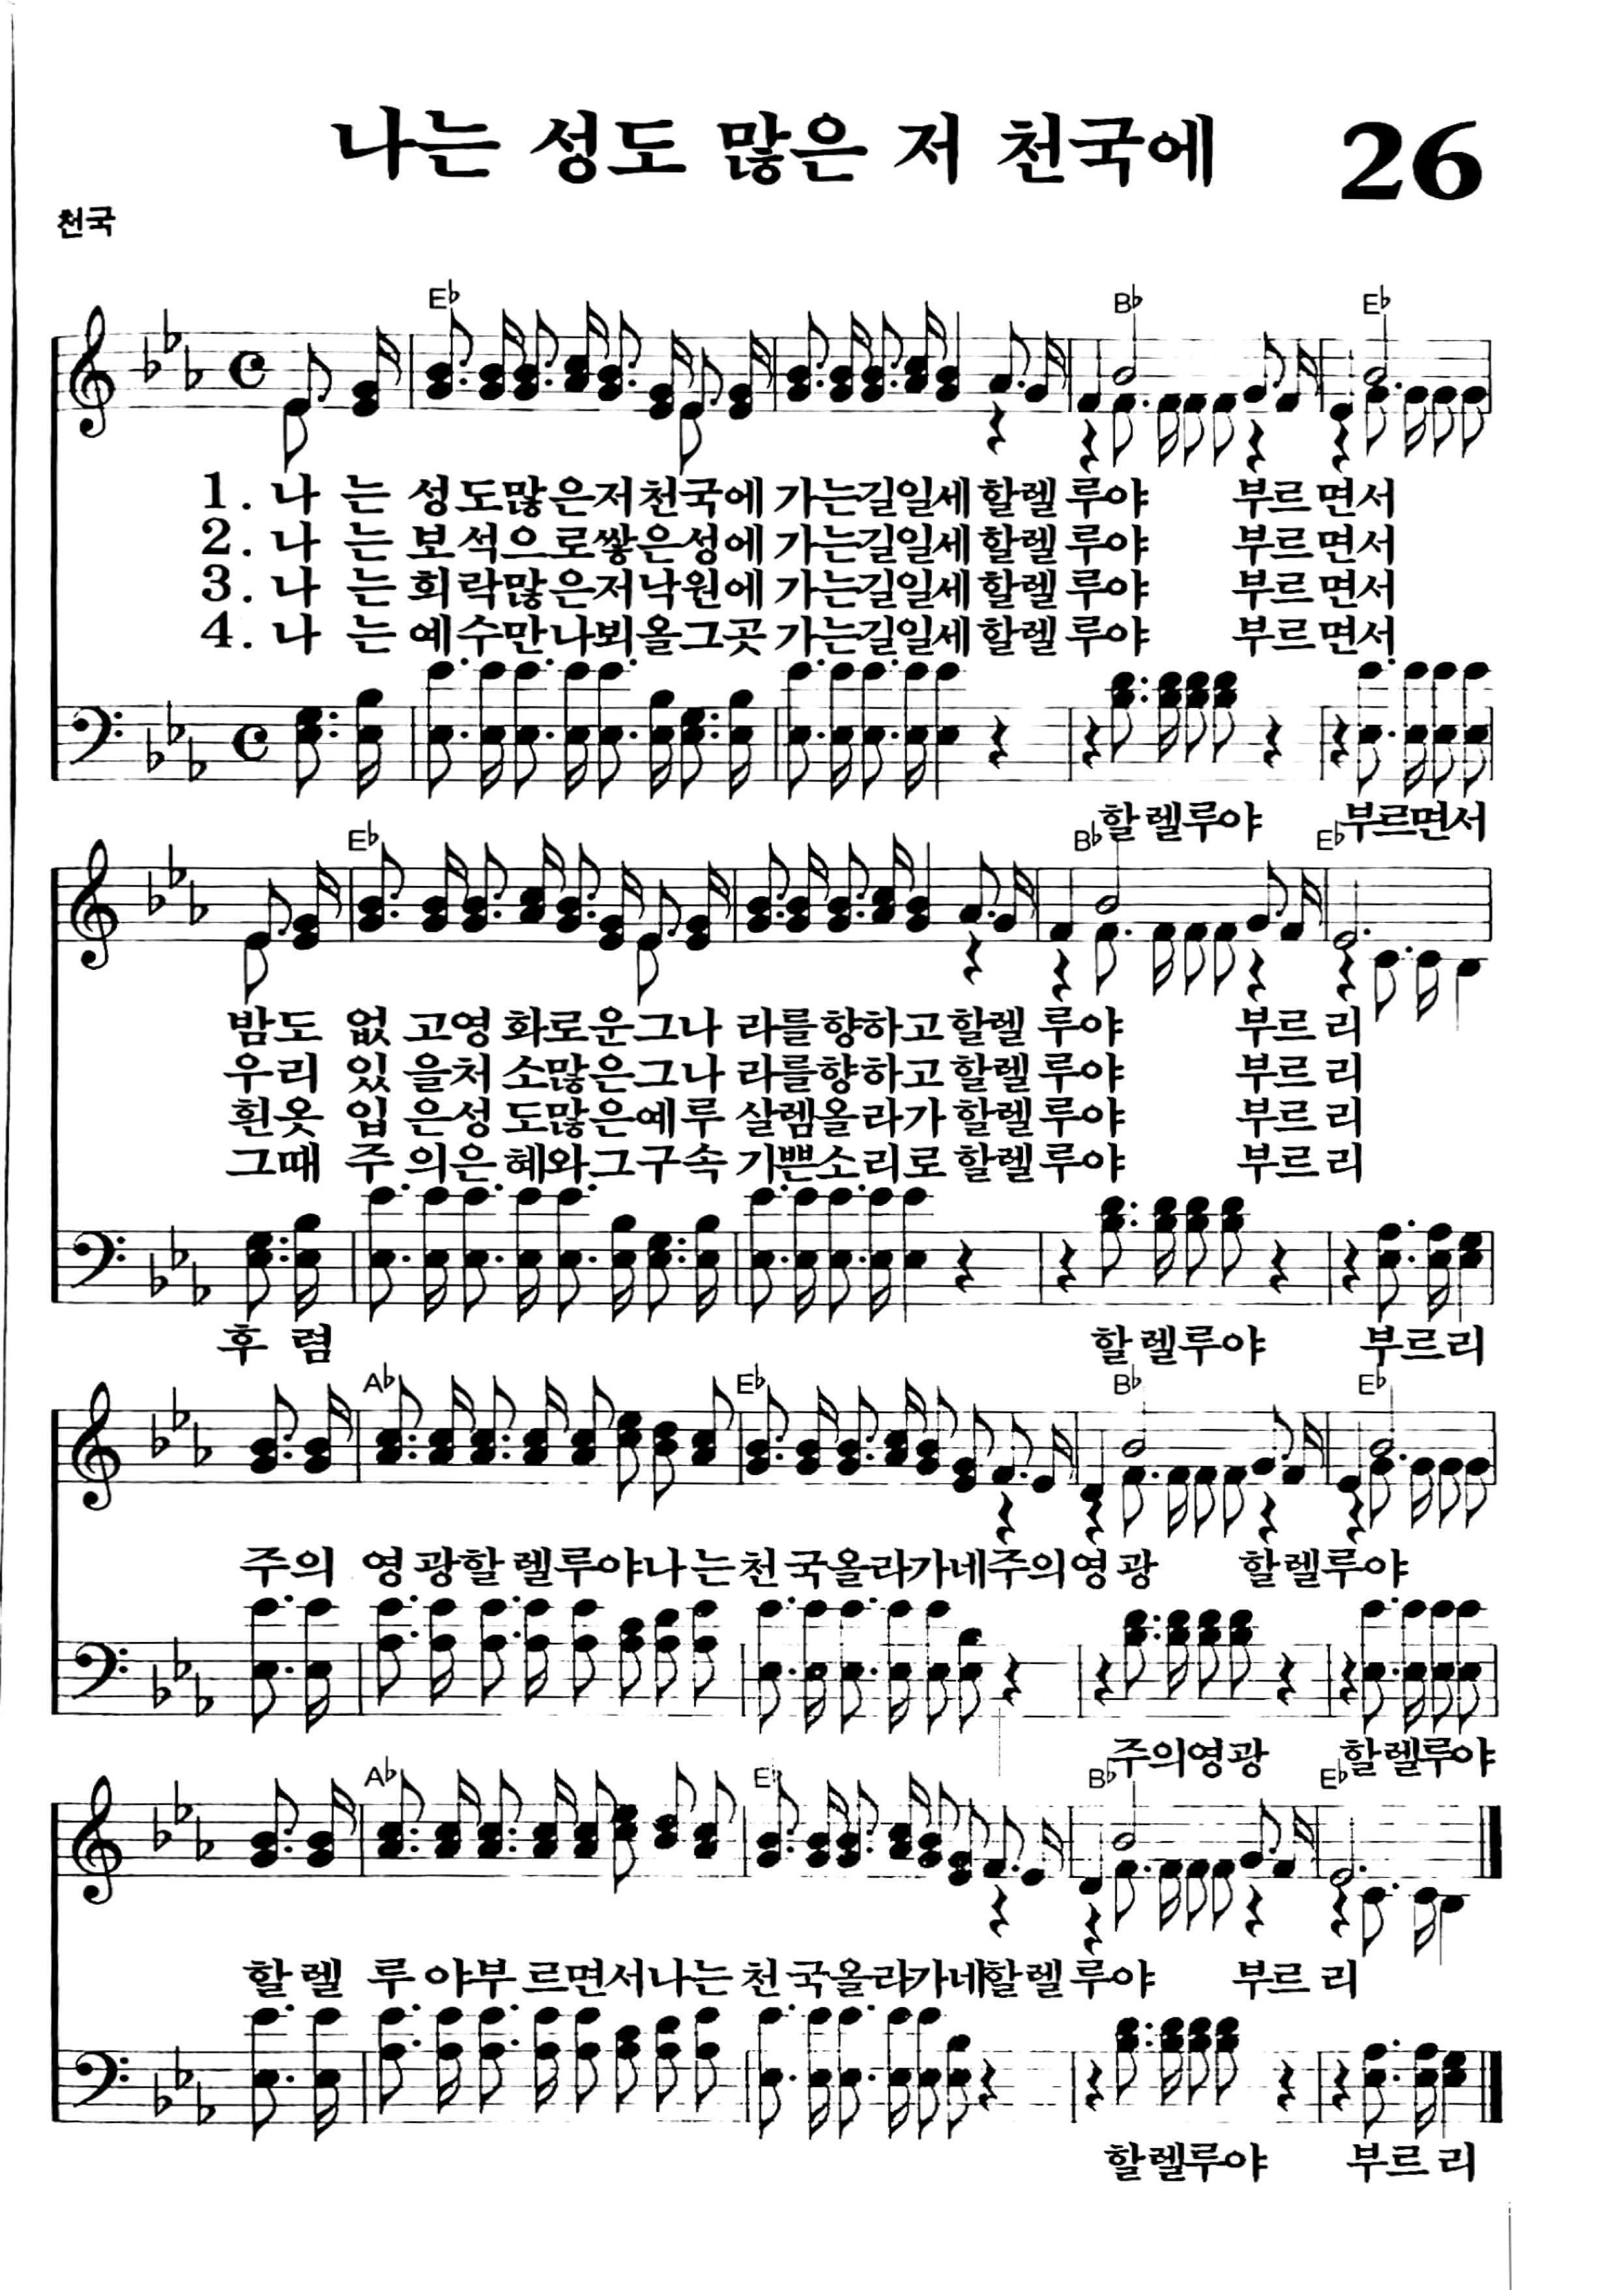 나는 성도 많은 저 천국에 26
천국
E♭ B♭ E♭
1. 나 는 성도많은저천국에 가는길일세 할렐루야 부르면서
2. 나 는 보석으로쌓은성에 가는길일세 할렐루야 부르면서
3. 나 는 희락많은저낙원에 가는길일세 할렐루야 부르면서
4. 나 는 예수만나뵈올그곳 가는길일세 할렐루야 부르면서
할렐루야 부르면서
E♭ B♭ E♭
밤도 없고영화로운그나라를향하고 할렐루야 부르리
우리 있을처소많은그나라를향하고 할렐루야 부르리
흰옷 입은성도많은예루살렘올라가 할렐루야 부르리
그때 주의은혜와그구속 기쁜소리로 할렐루야 부르리
후 렴 할렐루야 부르리
A♭ E♭ B♭ E♭
주의 영광할렐루야나는천국올라가네주의영광 할렐루야
주의영광 할렐루야
A♭ E♭ B♭ E♭
할렐루야부르면서나는천국올라가네할렐루야 부르리
할렐루야 부르리